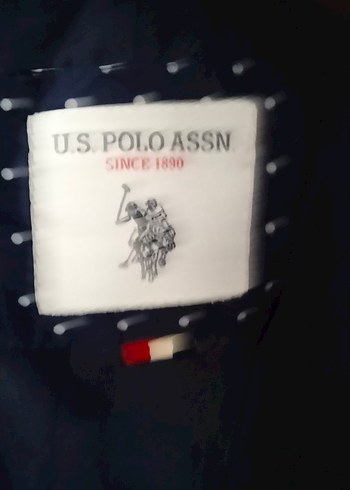 U.S. POLO ASSN
SINCE 1890